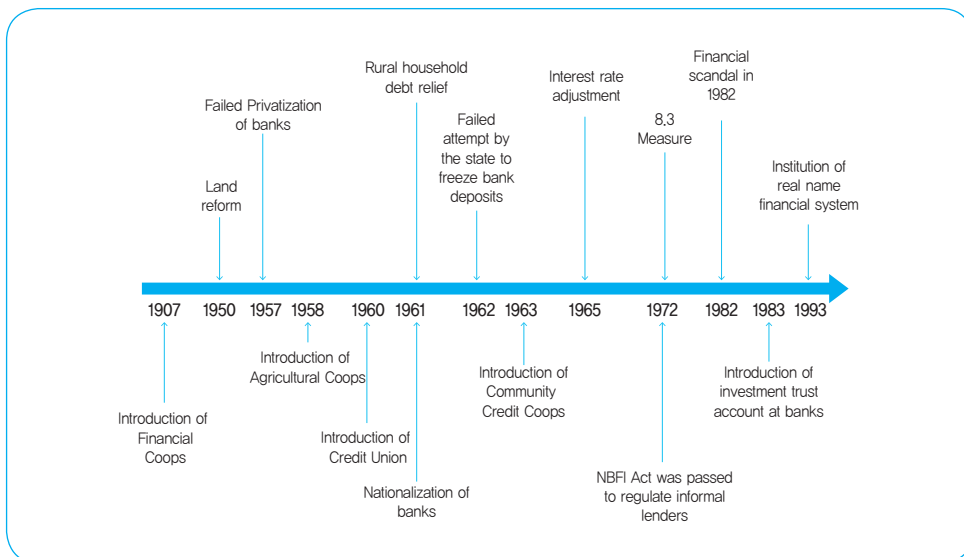 Financial
scandal in
1982
Rural household
debt relief
Interest rate
adjustment
Failed Privatization
of banks
Failed
attempt by
the state to
freeze bank
deposits
8.3
Measure
Institution of
real name
financial system
Land
reform
1907 1950 1957 1958 1960 1961 1962 1963 1965 1972 1982 1983 1993
Introduction of
Agricultural Coops
Introduction of
Community
Credit Coops
Introduction of
investment trust
account at banks
Introduction of
Financial
Coops
Introduction of
Credit Union
Nationalization of
banks
NBFI Act was passed
to regulate informal
lenders